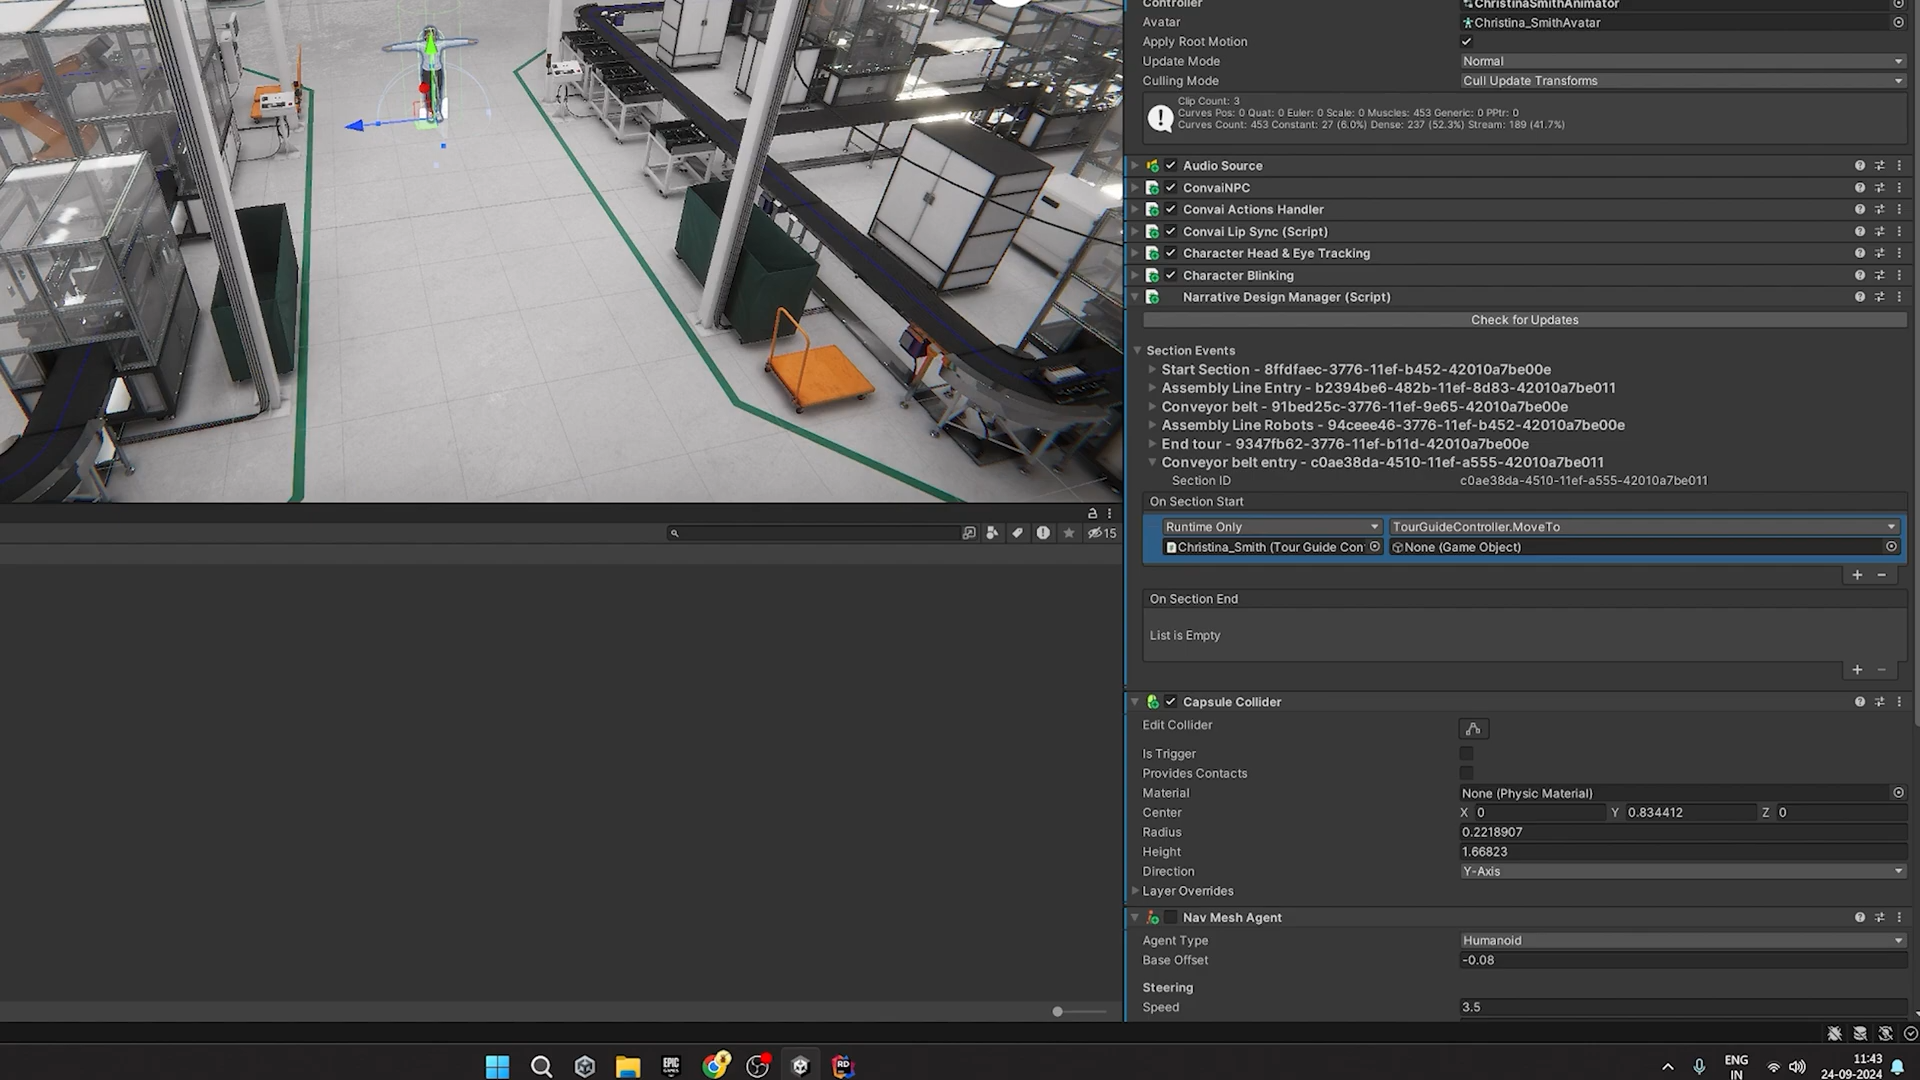 Controller ChristinaSmithAnimator
Avatar Christina_SmithAvatar
Apply Root Motion
Update Mode Normal
Culling Mode Cull Update Transforms
Clip Count: 3
Curves Pos: 0 Quat: 0 Euler: 0 Scale: 0 Muscles: 453 Generic: 0 PPtr: 0
Curves Count: 453 Constant: 27 (6.0%) Dense: 237 (52.3%) Stream: 189 (41.7%)
Audio Source
ConvaiNPC
Convai Actions Handler
Convai Lip Sync (Script)
Character Head & Eye Tracking
Character Blinking
Narrative Design Manager (Script)
Check for Updates
Section Events
Start Section - 8ffdfaec-3776-11ef-b452-42010a7be00e
Assembly Line Entry - b2394be6-482b-11ef-8d83-42010a7be011
Conveyor belt - 91bed25c-3776-11ef-9e65-42010a7be00e
Assembly Line Robots - 94ceee46-3776-11ef-b452-42010a7be00e
End tour - 9347fb62-3776-11ef-b11d-42010a7be00e
Conveyor belt entry - c0ae38da-4510-11ef-a555-42010a7be011
Section ID c0ae38da-4510-11ef-a555-42010a7be011
On Section Start
Runtime Only TourGuideController.MoveTo
Christina_Smith (Tour Guide Con None (Game Object)
+ -
On Section End
List is Empty
+ -
Capsule Collider
Edit Collider
Is Trigger
Provides Contacts
Material None (Physic Material)
Center X 0 Y 0.834412 Z 0
Radius 0.2218907
Height 1.66823
Direction Y-Axis
Layer Overrides
Nav Mesh Agent
Agent Type Humanoid
Base Offset -0.08
Steering
Speed 3.5
15
EPIC GAMES
RD
ENG
IN
11:43
24-09-2024